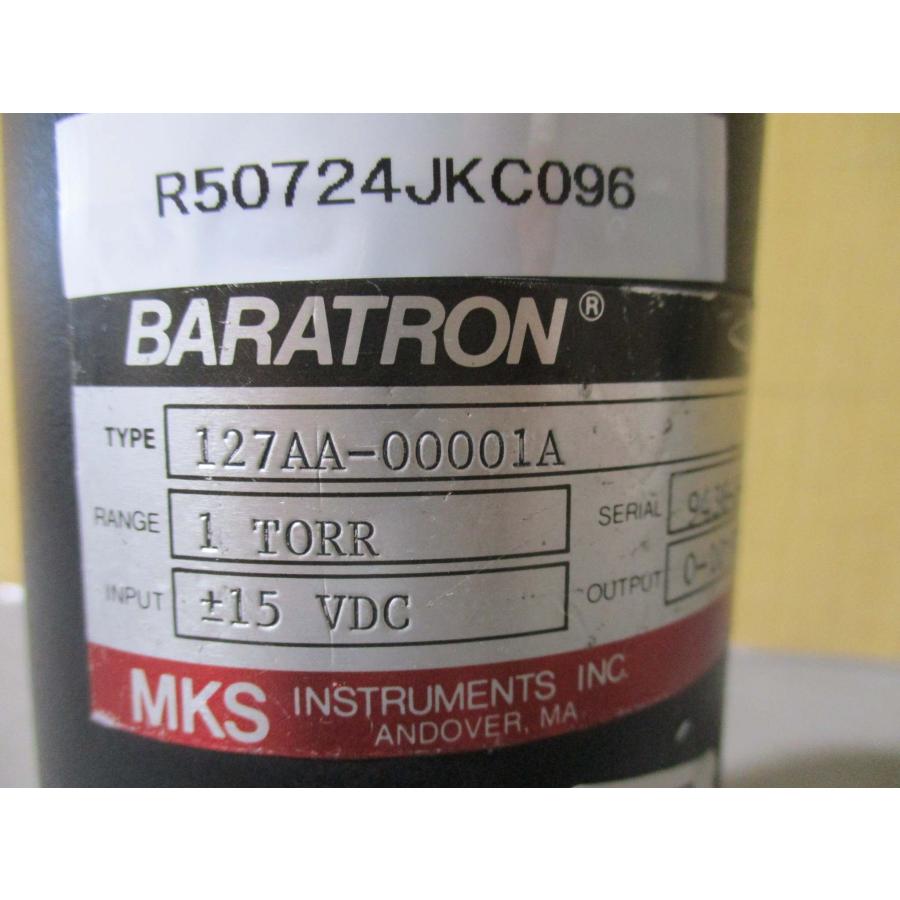 R50724JKC096
BARATRON®
TYPE 127AA-00001A
RANGE 1 TORR
SERIAL
INPUT ±15 VDC
OUTPUT
MKS INSTRUMENTS INC.
ANDOVER, MA